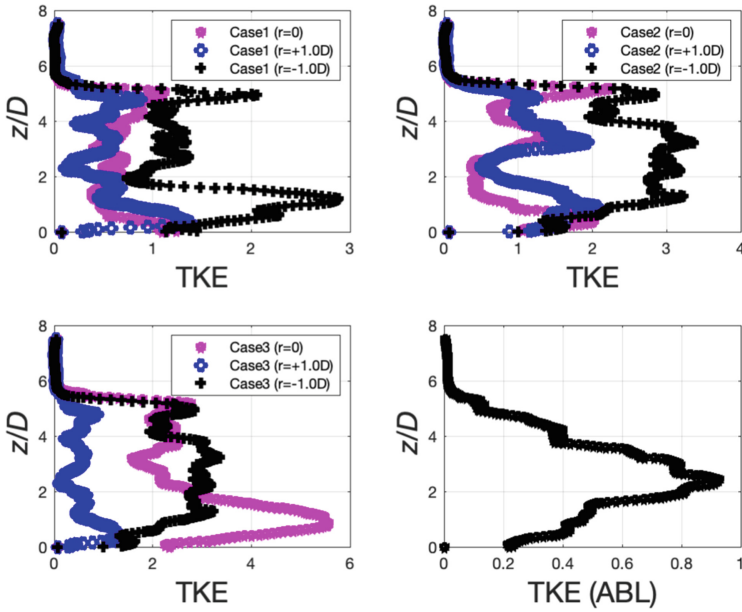 8
6
4
2
0
z/D
Case1 (r=0)
Case1 (r=+1.0D)
Case1 (r=-1.0D)
0 1 2 3
TKE
8
6
4
2
0
z/D
Case2 (r=0)
Case2 (r=+1.0D)
Case2 (r=-1.0D)
0 1 2 3 4
TKE
8
6
4
2
0
z/D
Case3 (r=0)
Case3 (r=+1.0D)
Case3 (r=-1.0D)
0 2 4 6
TKE
8
6
4
2
0
z/D
0 0.2 0.4 0.6 0.8 1
TKE (ABL)